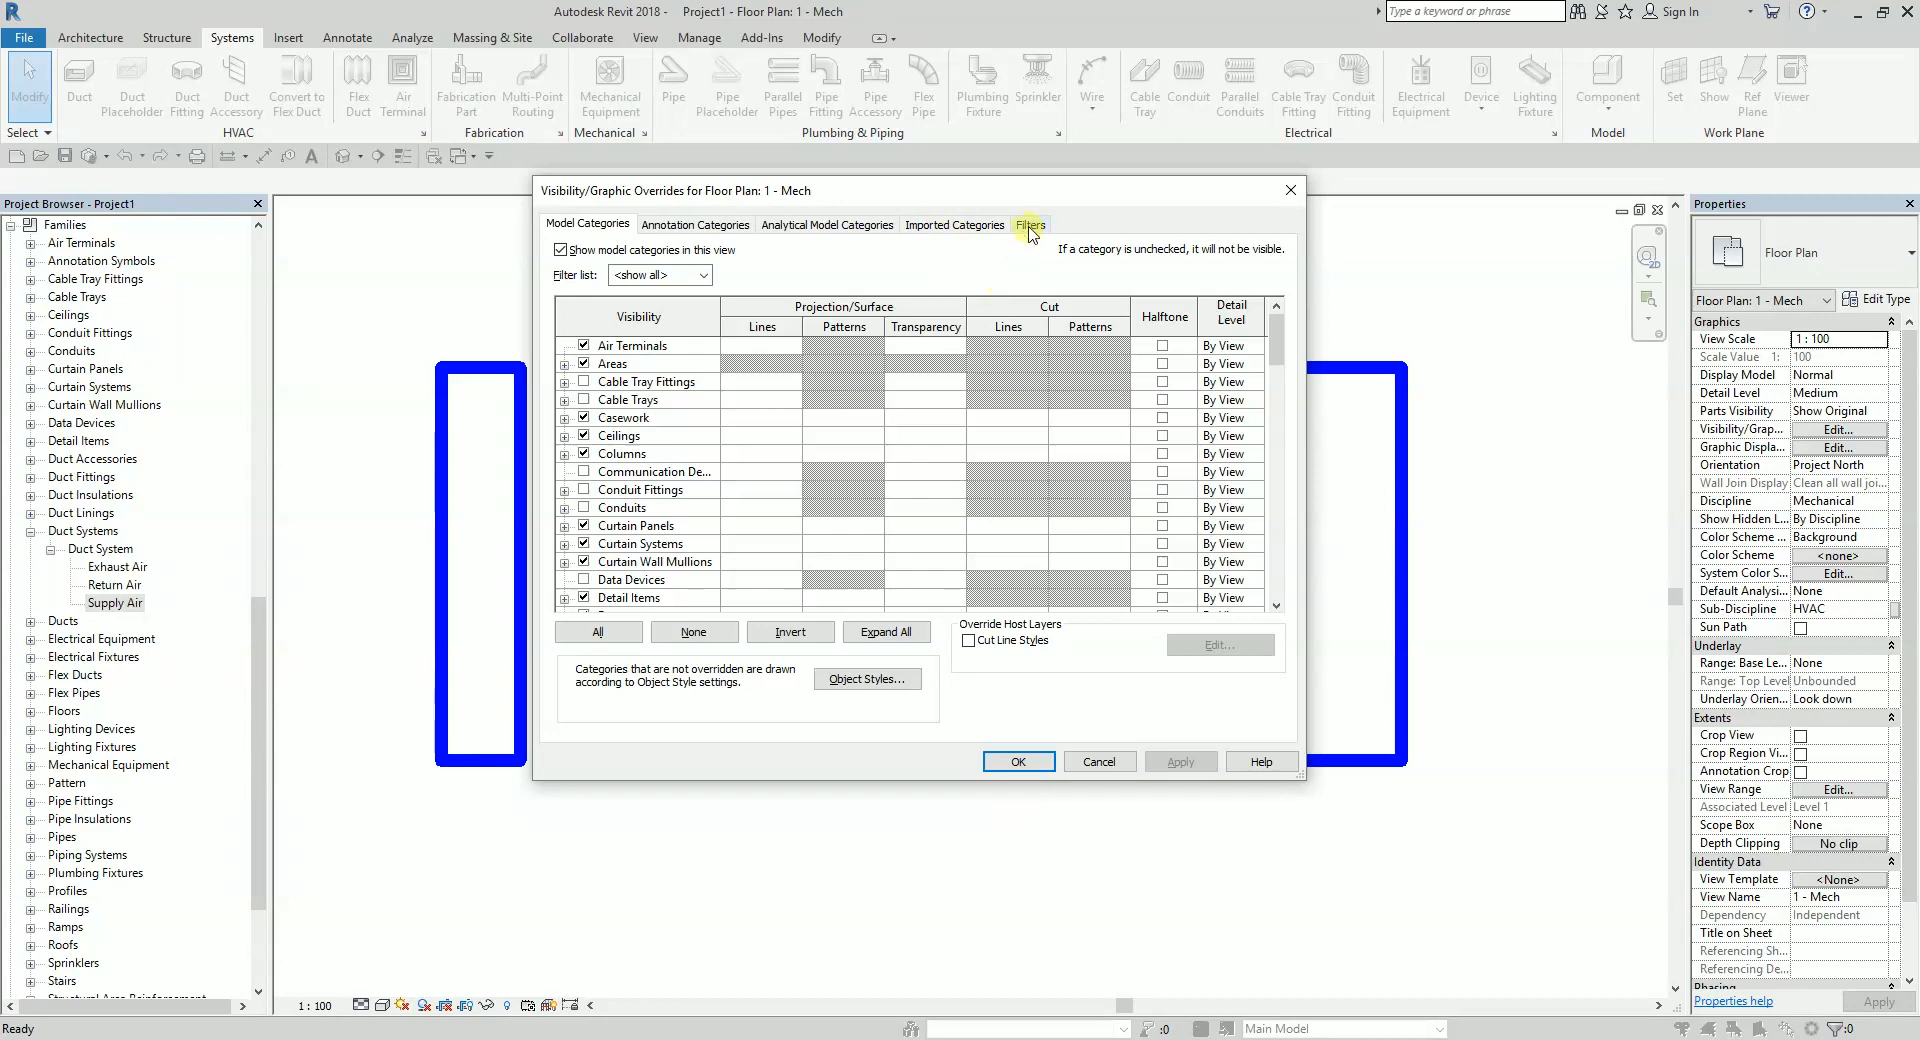 Autodesk Revit 2018 - Project1 - Floor Plan: 1 - Mech
Type a keyword or phrase
Sign In
File Architecture Structure Systems Insert Annotate Analyze Massing & Site Collaborate View Manage Add-Ins Modify
Modify
Duct
Duct Placeholder
Duct Fitting
Duct Accessory
Convert to Flex Duct
Flex Duct
Air Terminal
Fabrication Part
Multi-Point Routing
Mechanical Equipment
Pipe
Pipe Placeholder
Parallel Pipes
Pipe Fitting
Pipe Accessory
Flex Pipe
Plumbing Fixture
Sprinkler
Wire
Cable Tray
Conduit
Parallel Conduits
Cable Tray Fitting
Conduit Fitting
Electrical Equipment
Device
Lighting Fixture
Component
Set
Show
Ref Plane
Viewer
Select HVAC Fabrication Mechanical Plumbing & Piping Electrical Model Work Plane
Project Browser - Project1
Families
Air Terminals
Annotation Symbols
Cable Tray Fittings
Cable Trays
Ceilings
Conduit Fittings
Conduits
Curtain Panels
Curtain Systems
Curtain Wall Mullions
Data Devices
Detail Items
Duct Accessories
Duct Fittings
Duct Insulations
Duct Linings
Duct Systems
Duct System
Exhaust Air
Return Air
Supply Air
Ducts
Electrical Equipment
Electrical Fixtures
Flex Ducts
Flex Pipes
Floors
Lighting Devices
Lighting Fixtures
Mechanical Equipment
Pattern
Pipe Fittings
Pipe Insulations
Pipes
Piping Systems
Plumbing Fixtures
Profiles
Railings
Ramps
Roofs
Sprinklers
Stairs
Visibility/Graphic Overrides for Floor Plan: 1 - Mech
Model Categories Annotation Categories Analytical Model Categories Imported Categories Filters
Show model categories in this view
If a category is unchecked, it will not be visible.
Filter list: <show all>
Visibility Projection/Surface Cut Halftone Detail Level
Lines Patterns Transparency Lines Patterns
Air Terminals By View
Areas By View
Cable Tray Fittings By View
Cable Trays By View
Casework By View
Ceilings By View
Columns By View
Communication De... By View
Conduit Fittings By View
Conduits By View
Curtain Panels By View
Curtain Systems By View
Curtain Wall Mullions By View
Data Devices By View
Detail Items By View
All None Invert Expand All
Override Host Layers
Cut Line Styles
Edit...
Categories that are not overridden are drawn
according to Object Style settings.
Object Styles...
OK Cancel Apply Help
2D
Properties
Floor Plan
Floor Plan: 1 - Mech Edit Type
Graphics
View Scale 1 : 100
Scale Value 1: 100
Display Model Normal
Detail Level Medium
Parts Visibility Show Original
Visibility/Grap... Edit...
Graphic Displa... Edit...
Orientation Project North
Wall Join Display Clean all wall joi...
Discipline Mechanical
Show Hidden L... By Discipline
Color Scheme ... Background
Color Scheme <none>
System Color S... Edit...
Default Analysi... None
Sub-Discipline HVAC
Sun Path
Underlay
Range: Base Le... None
Range: Top Level Unbounded
Underlay Orien... Look down
Extents
Crop View
Crop Region Vi...
Annotation Crop
View Range Edit...
Associated Level Level 1
Scope Box None
Depth Clipping No clip
Identity Data
View Template <None>
View Name 1 - Mech
Dependency Independent
Title on Sheet
Referencing Sh...
Referencing De...
Properties help Apply
1 : 100
Ready
:0
Main Model
:0